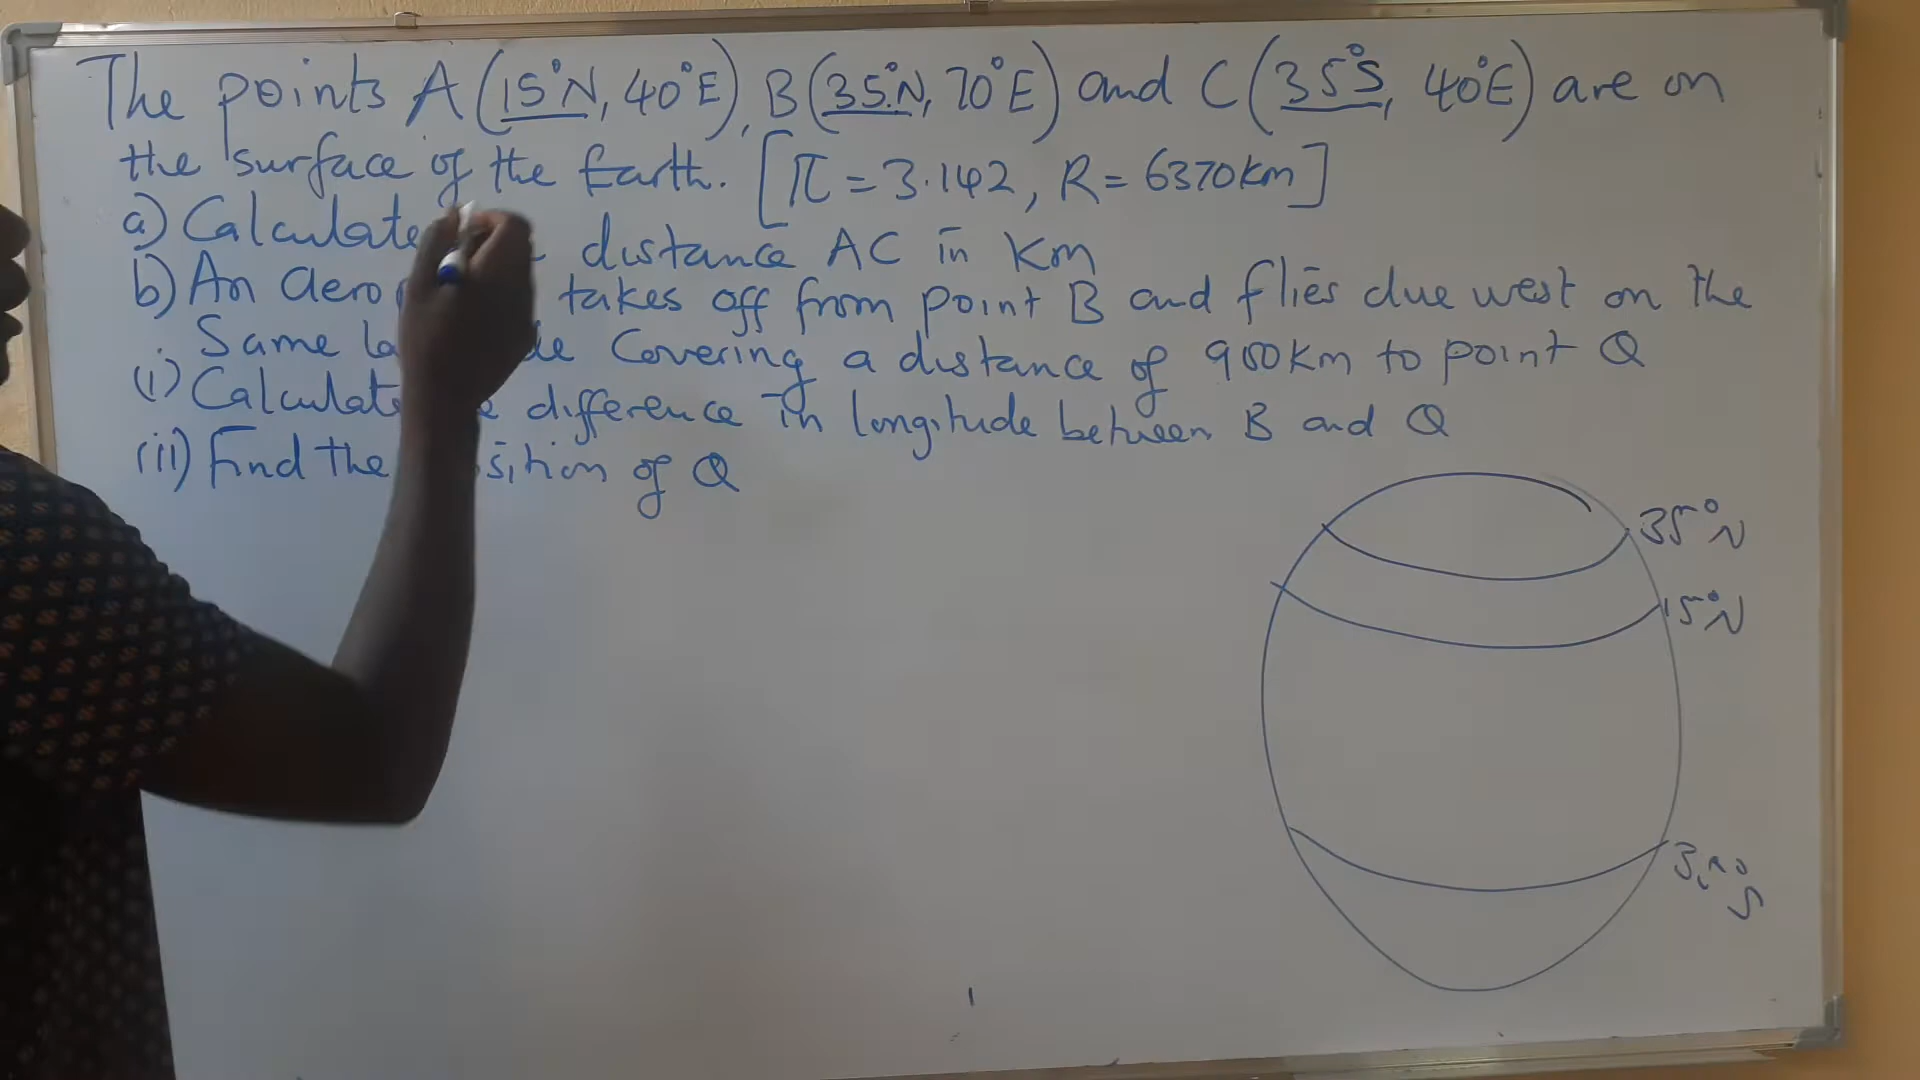 The points A(15°N, 40°E), B(35°N, 70°E) and C(35°S, 40°E) are on
the surface of the Earth. [π = 3.142, R = 6370km]
a) Calculate distance AC in Km
b) An takes off from point B and flies due west on the
Same covering a distance of 900km to point Q
(i) Calculate difference in longitude between B and Q
(ii) Find the of Q
35°N
15°N
35°S